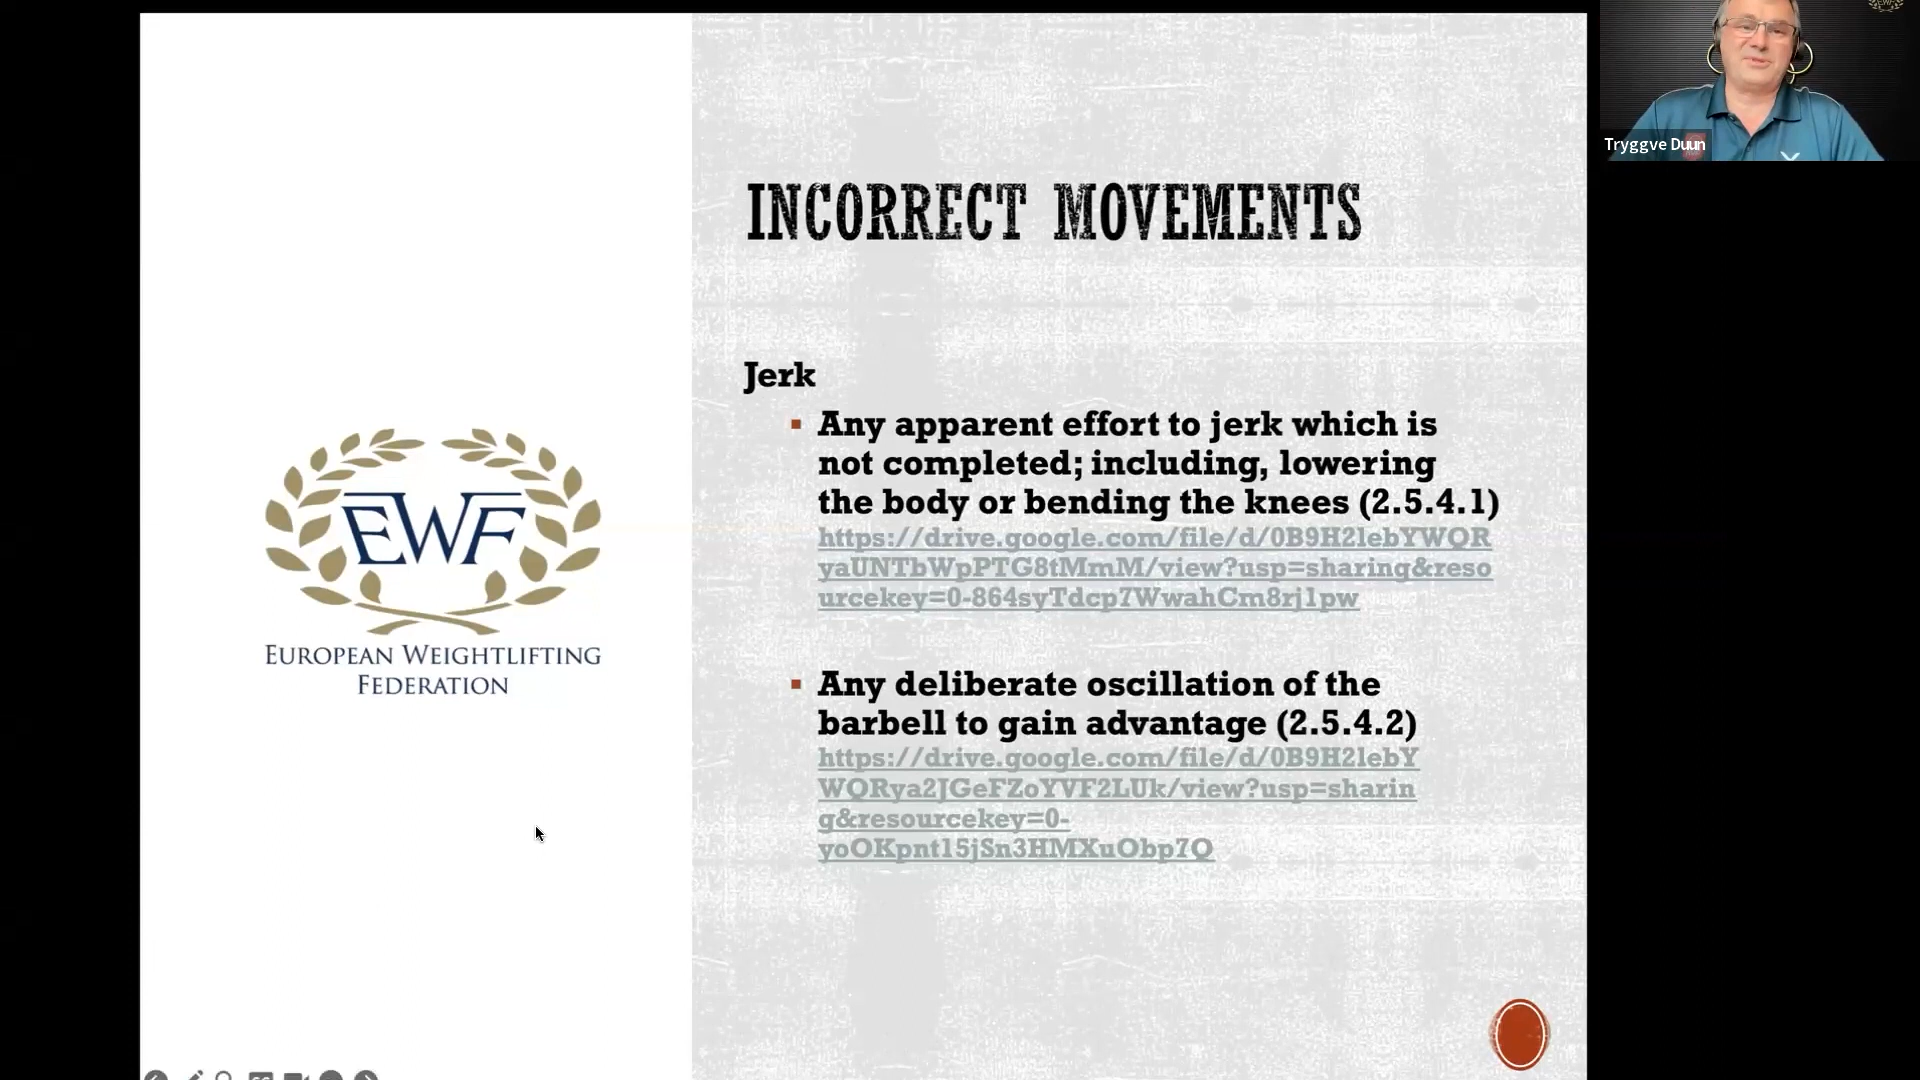 Tryggve Duun
INCORRECT MOVEMENTS
Jerk
Any apparent effort to jerk which is
not completed; including, lowering
the body or bending the knees (2.5.4.1)
https://drive.google.com/file/d/0B9H2lebYWQR
yaUNTbWpPTG8tMmM/view?usp=sharing&reso
urcekey=0-864syTdcp7WwahCm8rj1pw
Any deliberate oscillation of the
barbell to gain advantage (2.5.4.2)
https://drive.google.com/file/d/0B9H2lebY
WQRya2JGeFZoYVF2LUk/view?usp=sharin
g&resourcekey=0-
yoOKpnt15jSn3HMXuObp7Q
EWF
EUROPEAN WEIGHTLIFTING
FEDERATION